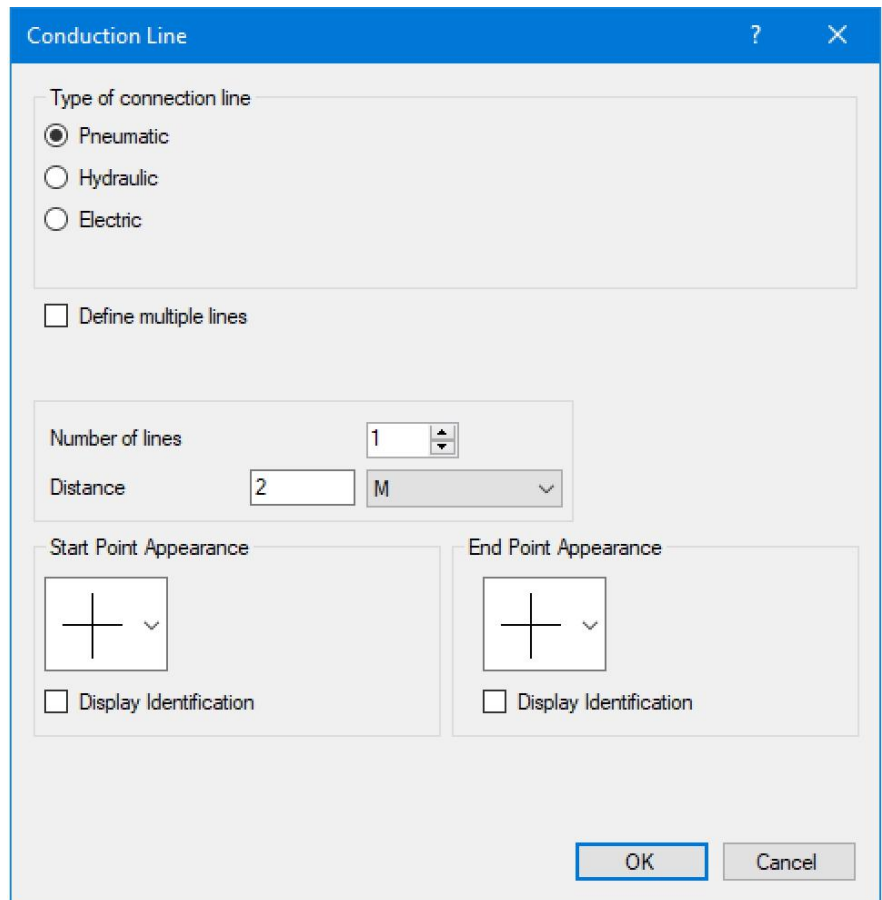 Conduction Line ?
Type of connection line
Pneumatic
Hydraulic
Electric
Define multiple lines
Number of lines 1
Distance 2 M
Start Point Appearance
Display Identification
End Point Appearance
Display Identification
OK Cancel